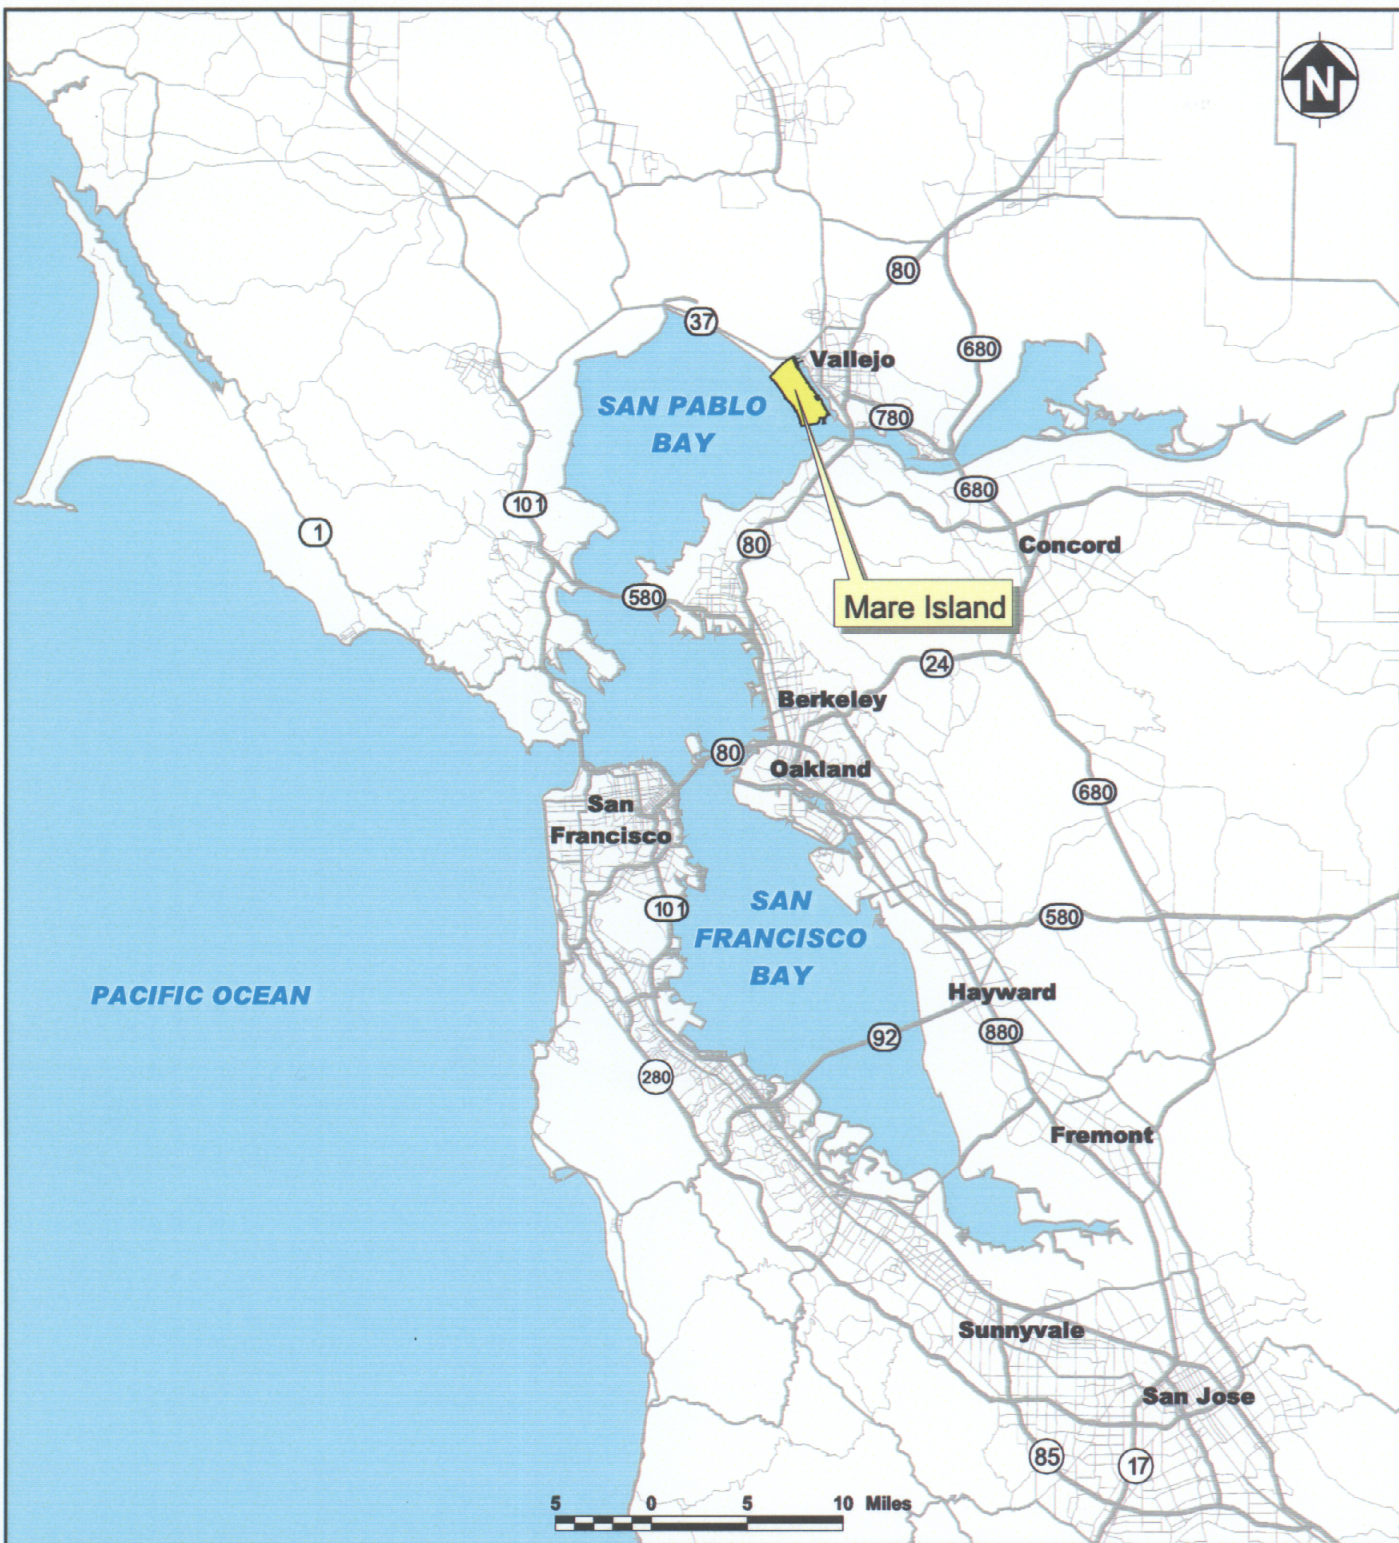 N
80
37
Vallejo
680
SAN PABLO
BAY
780
680
101
1
80
Concord
580
Mare Island
24
Berkeley
80
Oakland
680
San
Francisco
101
SAN
FRANCISCO
BAY
580
PACIFIC OCEAN
Hayward
880
92
280
Fremont
Sunnyvale
San Jose
85
17
5 0 5 10 Miles